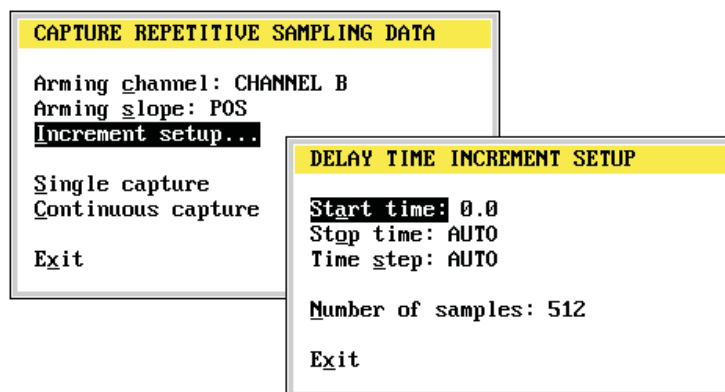 CAPTURE REPETITIVE SAMPLING DATA
Arming channel: CHANNEL B
Arming slope: POS
Increment setup...
Single capture
Continuous capture
Exit
DELAY TIME INCREMENT SETUP
Start time: 0.0
Stop time: AUTO
Time step: AUTO
Number of samples: 512
Exit